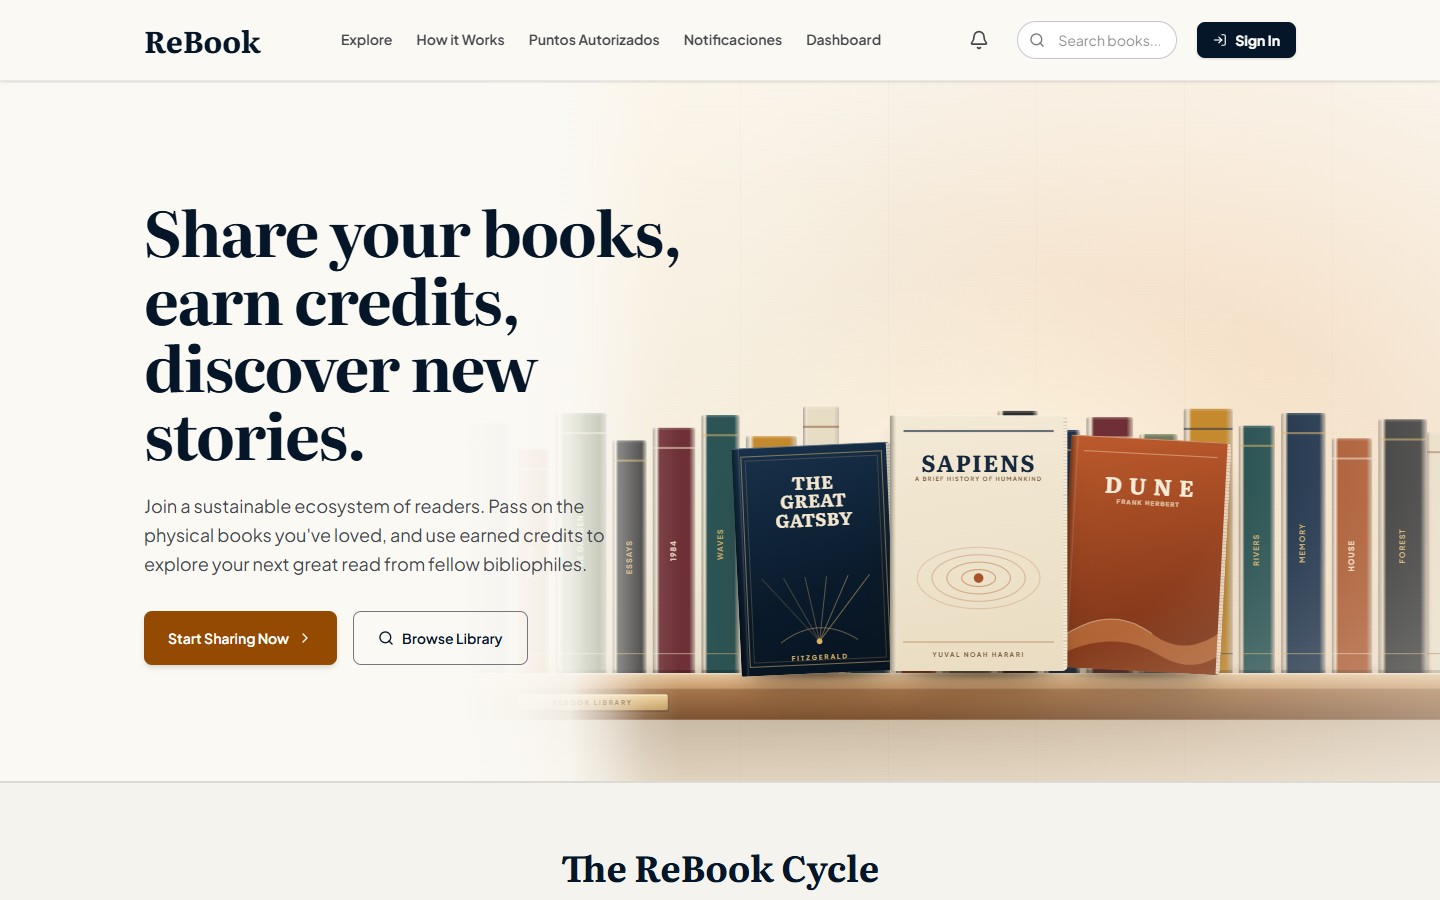 ReBook
Explore
How it Works
Puntos Autorizados
Notificaciones
Dashboard
Search books...
Sign In
Share your books,
earn credits,
discover new
stories.
Join a sustainable ecosystem of readers. Pass on the
physical books you've loved, and use earned credits to
explore your next great read from fellow bibliophiles.
Start Sharing Now
Browse Library
ESSAYS
1984
WAVES
THE
GREAT
GATSBY
FITZGERALD
SAPIENS
A BRIEF HISTORY OF HUMANKIND
YUVAL NOAH HARARI
DUNE
FRANK HERBERT
RIVERS
MEMORY
HOUSE
FOREST
LIBRARY
The ReBook Cycle